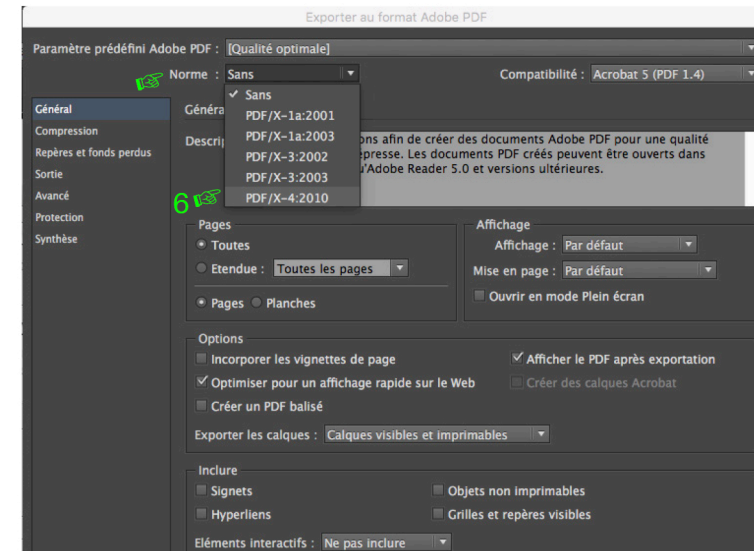 Exporter au format Adobe PDF
Paramètre prédéfini Adobe PDF : [Qualité optimale]
Norme : Sans
Compatibilité : Acrobat 5 (PDF 1.4)
Sans
PDF/X-1a:2001
PDF/X-1a:2003
PDF/X-3:2002
PDF/X-3:2003
6 PDF/X-4:2010
Général
Compression
Repères et fonds perdus
Sortie
Avancé
Protection
Synthèse
Généra
Descrip
ons afin de créer des documents Adobe PDF pour une qualité
presse. Les documents PDF créés peuvent être ouverts dans
u'Adobe Reader 5.0 et versions ultérieures.
Pages
Toutes
Etendue : Toutes les pages
Pages Planches
Affichage
Affichage : Par défaut
Mise en page : Par défaut
Ouvrir en mode Plein écran
Options
Incorporer les vignettes de page
Afficher le PDF après exportation
Optimiser pour un affichage rapide sur le Web
Créer des calques Acrobat
Créer un PDF balisé
Exporter les calques : Calques visibles et imprimables
Inclure
Signets
Objets non imprimables
Hyperliens
Grilles et repères visibles
Eléments interactifs : Ne pas inclure